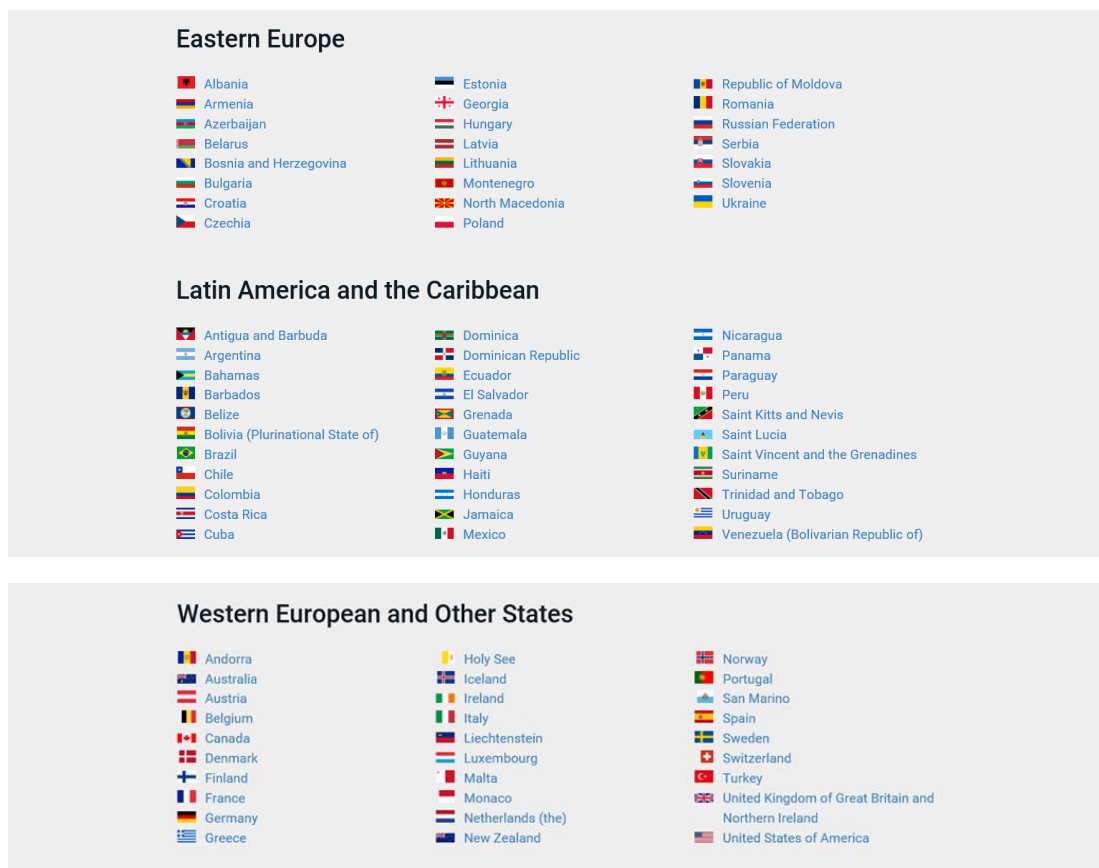 Eastern Europe
Albania
Armenia
Azerbaijan
Belarus
Bosnia and Herzegovina
Bulgaria
Croatia
Czechia
Estonia
Georgia
Hungary
Latvia
Lithuania
Montenegro
North Macedonia
Poland
Republic of Moldova
Romania
Russian Federation
Serbia
Slovakia
Slovenia
Ukraine
Latin America and the Caribbean
Antigua and Barbuda
Argentina
Bahamas
Barbados
Belize
Bolivia (Plurinational State of)
Brazil
Chile
Colombia
Costa Rica
Cuba
Dominica
Dominican Republic
Ecuador
El Salvador
Grenada
Guatemala
Guyana
Haiti
Honduras
Jamaica
Mexico
Nicaragua
Panama
Paraguay
Peru
Saint Kitts and Nevis
Saint Lucia
Saint Vincent and the Grenadines
Suriname
Trinidad and Tobago
Uruguay
Venezuela (Bolivarian Republic of)
Western European and Other States
Andorra
Australia
Austria
Belgium
Canada
Denmark
Finland
France
Germany
Greece
Holy See
Iceland
Ireland
Italy
Liechtenstein
Luxembourg
Malta
Monaco
Netherlands (the)
New Zealand
Norway
Portugal
San Marino
Spain
Sweden
Switzerland
Turkey
United Kingdom of Great Britain and
Northern Ireland
United States of America